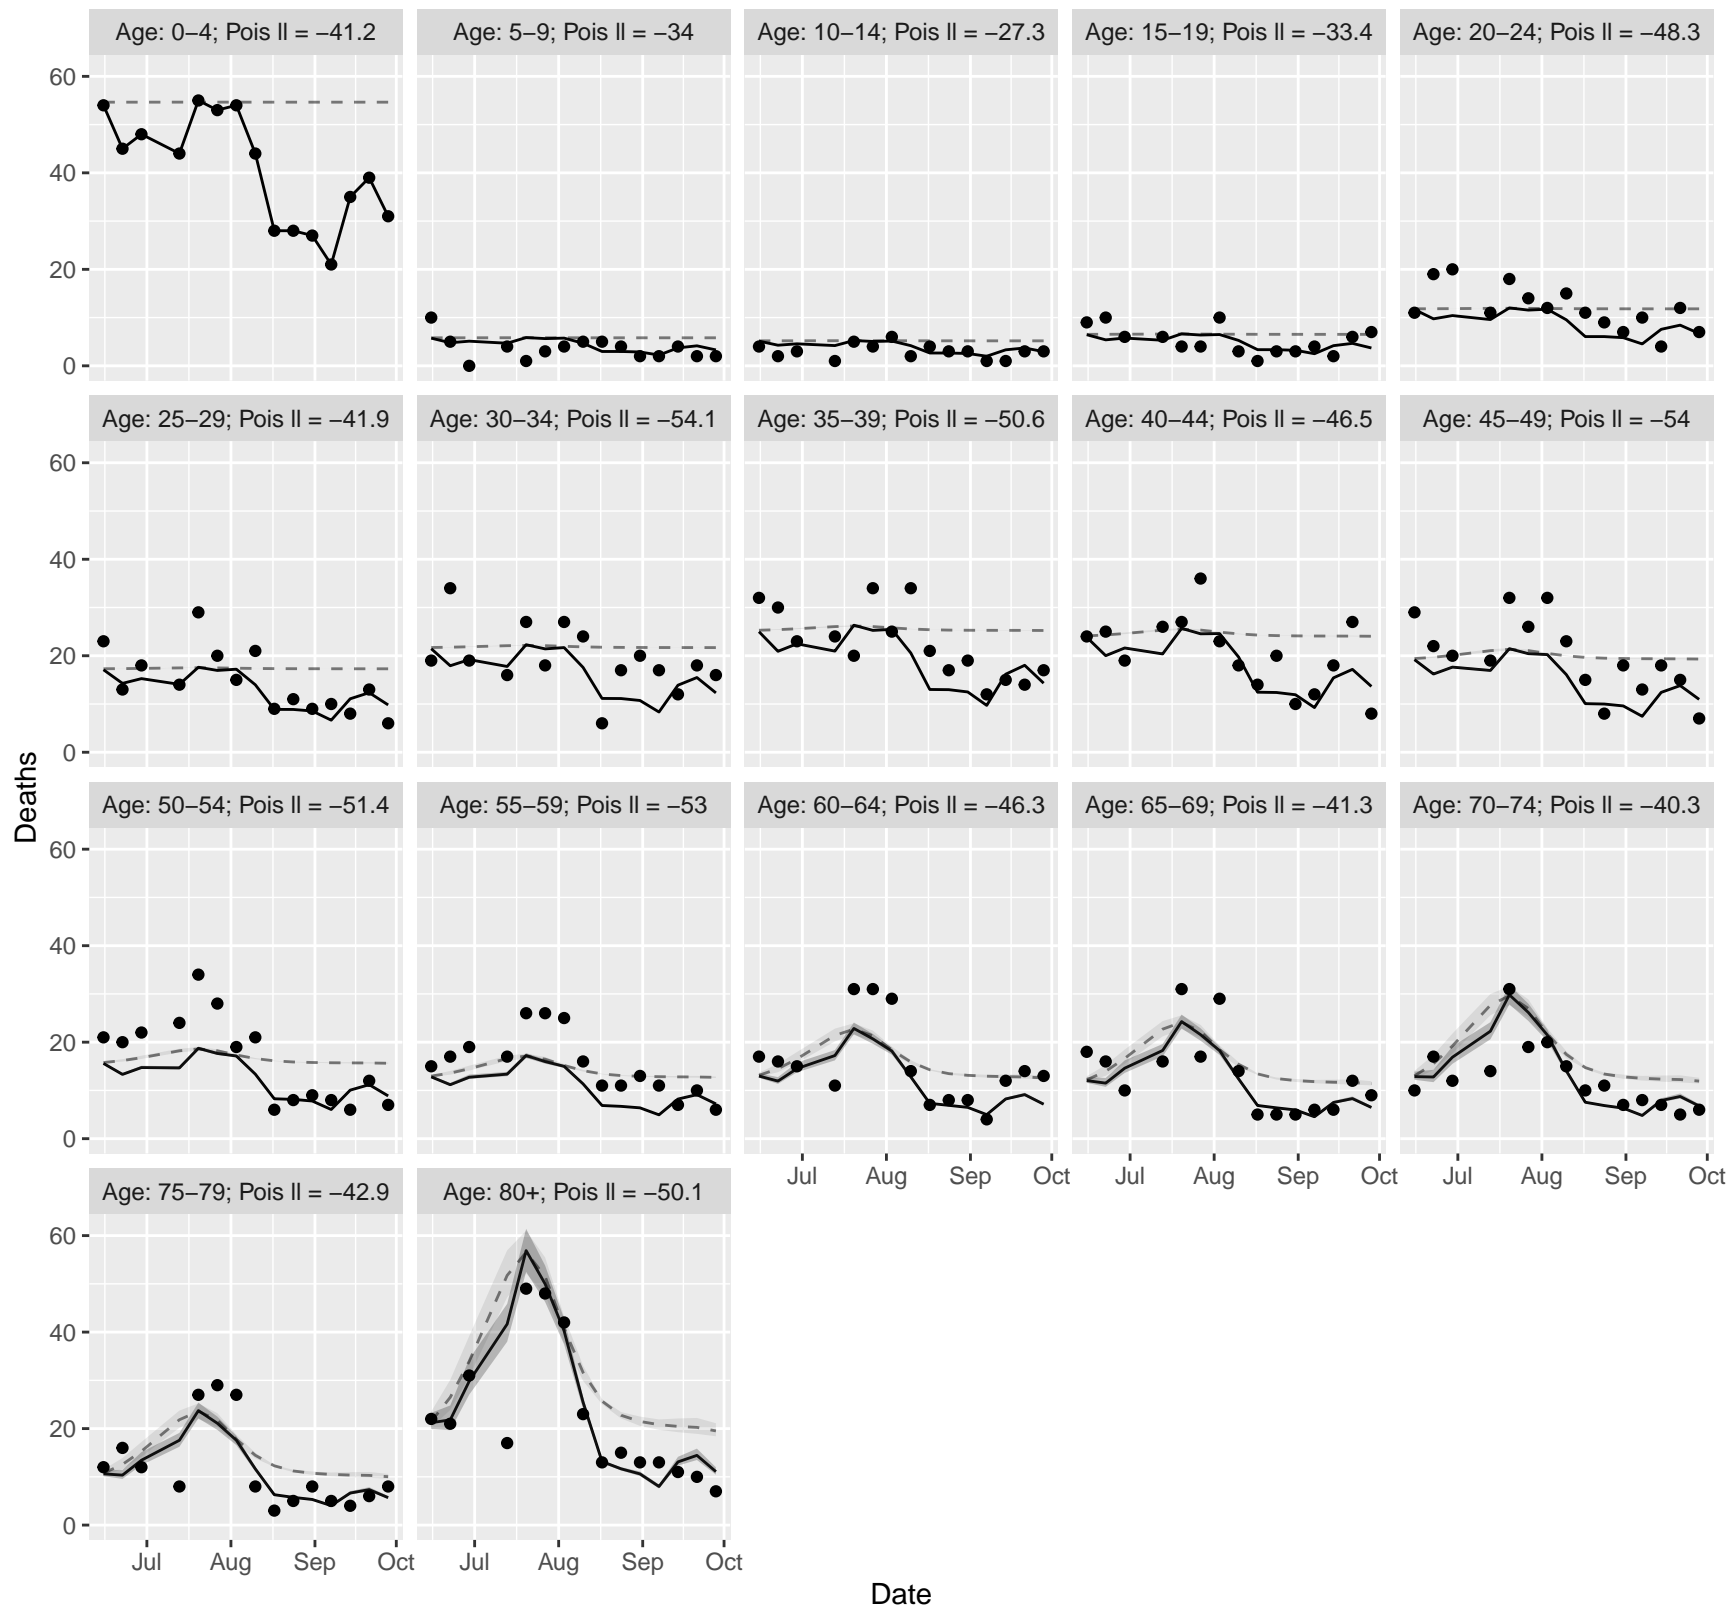 Age: 0−4; Pois ll = −41.2
Age: 5−9; Pois ll = −34
Age: 10−14; Pois ll = −27.3
Age: 15−19; Pois ll = −33.4
Age: 20−24; Pois ll = −48.3
60
40
20
0
Age: 25−29; Pois ll = −41.9
Age: 30−34; Pois ll = −54.1
Age: 35−39; Pois ll = −50.6
Age: 40−44; Pois ll = −46.5
Age: 45−49; Pois ll = −54
60
40
20
0
Deaths
Age: 50−54; Pois ll = −51.4
Age: 55−59; Pois ll = −53
Age: 60−64; Pois ll = −46.3
Age: 65−69; Pois ll = −41.3
Age: 70−74; Pois ll = −40.3
60
40
20
0
Jul Aug Sep Oct
Jul Aug Sep Oct
Jul Aug Sep Oct
Age: 75−79; Pois ll = −42.9
Age: 80+; Pois ll = −50.1
60
40
20
0
Jul Aug Sep Oct
Jul Aug Sep Oct
Date